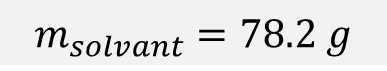 m_solvant = 78.2 g